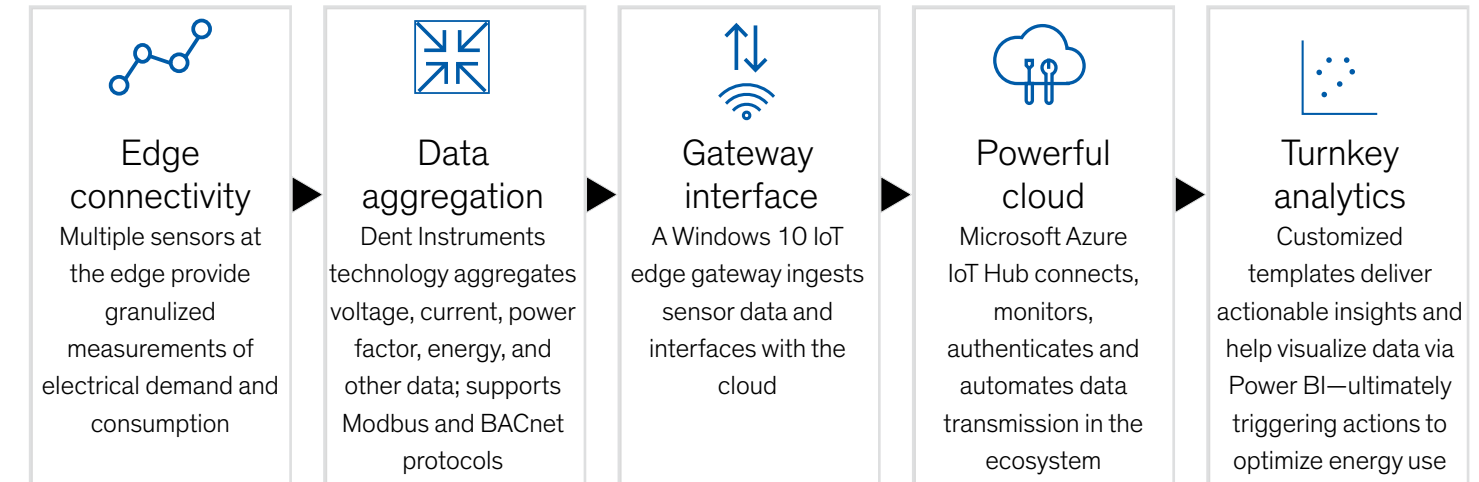 Edge
connectivity
Multiple sensors at
the edge provide
granulized
measurements of
electrical demand and
consumption
Data
aggregation
Dent Instruments
technology aggregates
voltage, current, power
factor, energy, and
other data; supports
Modbus and BACnet
protocols
Gateway
interface
A Windows 10 IoT
edge gateway ingests
sensor data and
interfaces with the
cloud
Powerful
cloud
Microsoft Azure
IoT Hub connects,
monitors,
authenticates and
automates data
transmission in the
ecosystem
Turnkey
analytics
Customized
templates deliver
actionable insights and
help visualize data via
Power BI—ultimately
triggering actions to
optimize energy use